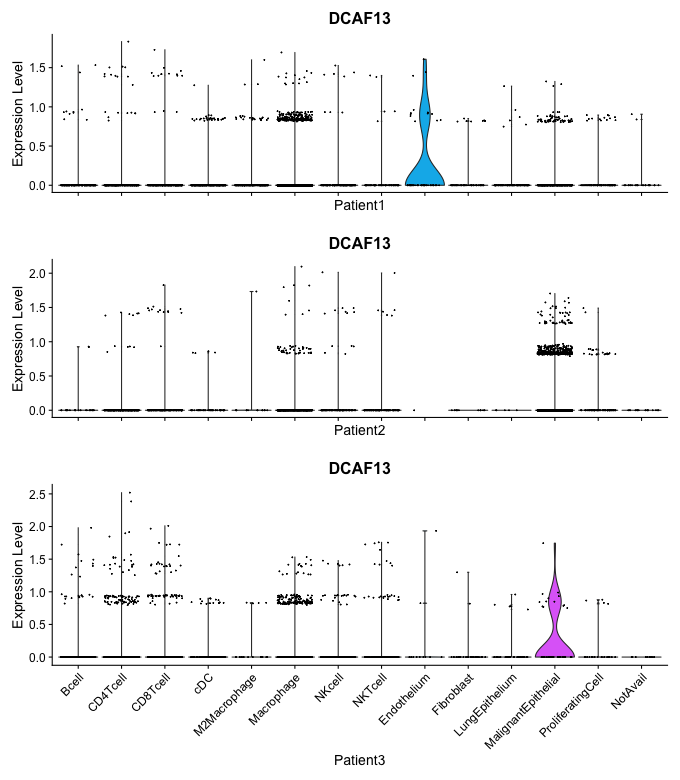 DCAF13
Expression Level
1.5
1.0
0.5
0.0
Patient1
DCAF13
Expression Level
2.0
1.5
1.0
0.5
0.0
Patient2
DCAF13
Expression Level
2.5
2.0
1.5
1.0
0.5
0.0
Bcell
CD4Tcell
CD8Tcell
cDC
M2Macrophage
Macrophage
NKcell
NKTcell
Endothelium
Fibroblast
LungEpithelium
MalignantEpithelial
ProliferatingCell
NotAvail
Patient3